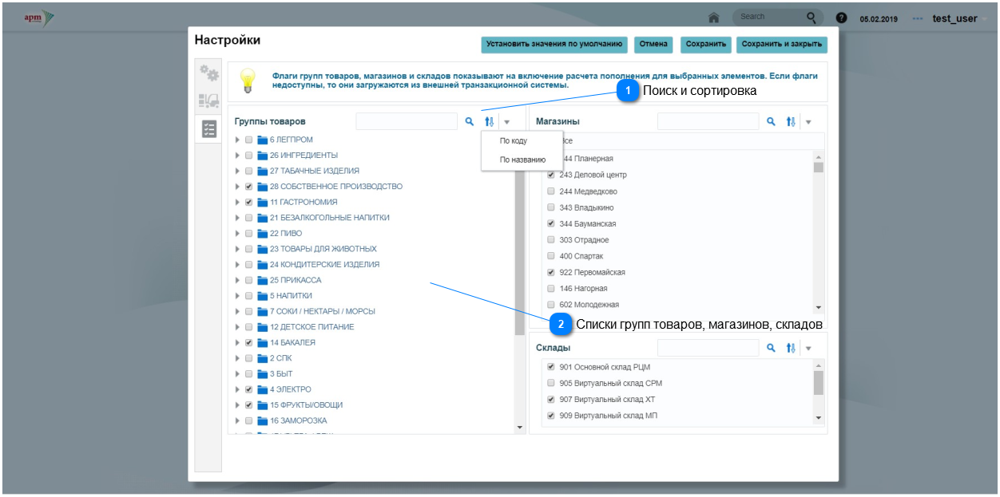 apm
Search
05.02.2019
test_user
Настройки
Установить значения по умолчанию
Отмена
Сохранить
Сохранить и закрыть
Флаги групп товаров, магазинов и складов показывают на включение расчета пополнения для выбранных элементов. Если флаги
недоступны, то они загружаются из внешней транзакционной системы.
1 Поиск и сортировка
Группы товаров
По коду
По названию
6 ЛЕГПРОМ
26 ИНГРЕДИЕНТЫ
27 ТАБАЧНЫЕ ИЗДЕЛИЯ
28 СОБСТВЕННОЕ ПРОИЗВОДСТВО
11 ГАСТРОНОМИЯ
21 БЕЗАЛКОГОЛЬНЫЕ НАПИТКИ
22 ПИВО
23 ТОВАРЫ ДЛЯ ЖИВОТНЫХ
24 КОНДИТЕРСКИЕ ИЗДЕЛИЯ
25 ПРИКАССА
5 НАПИТКИ
7 СОКИ / НЕКТАРЫ / МОРСЫ
12 ДЕТСКОЕ ПИТАНИЕ
14 БАКАЛЕЯ
2 СПК
3 БЫТ
4 ЭЛЕКТРО
15 ФРУКТЫ/ОВОЩИ
16 ЗАМОРОЗКА
Магазины
Все
44 Планерная
243 Деловой центр
244 Медведково
343 Владыкино
344 Бауманская
303 Отрадное
400 Спартак
922 Первомайская
146 Нагорная
602 Молодежная
2 Списки групп товаров, магазинов, складов
Склады
901 Основной склад РЦМ
905 Виртуальный склад СРМ
907 Виртуальный склад ХТ
909 Виртуальный склад МП